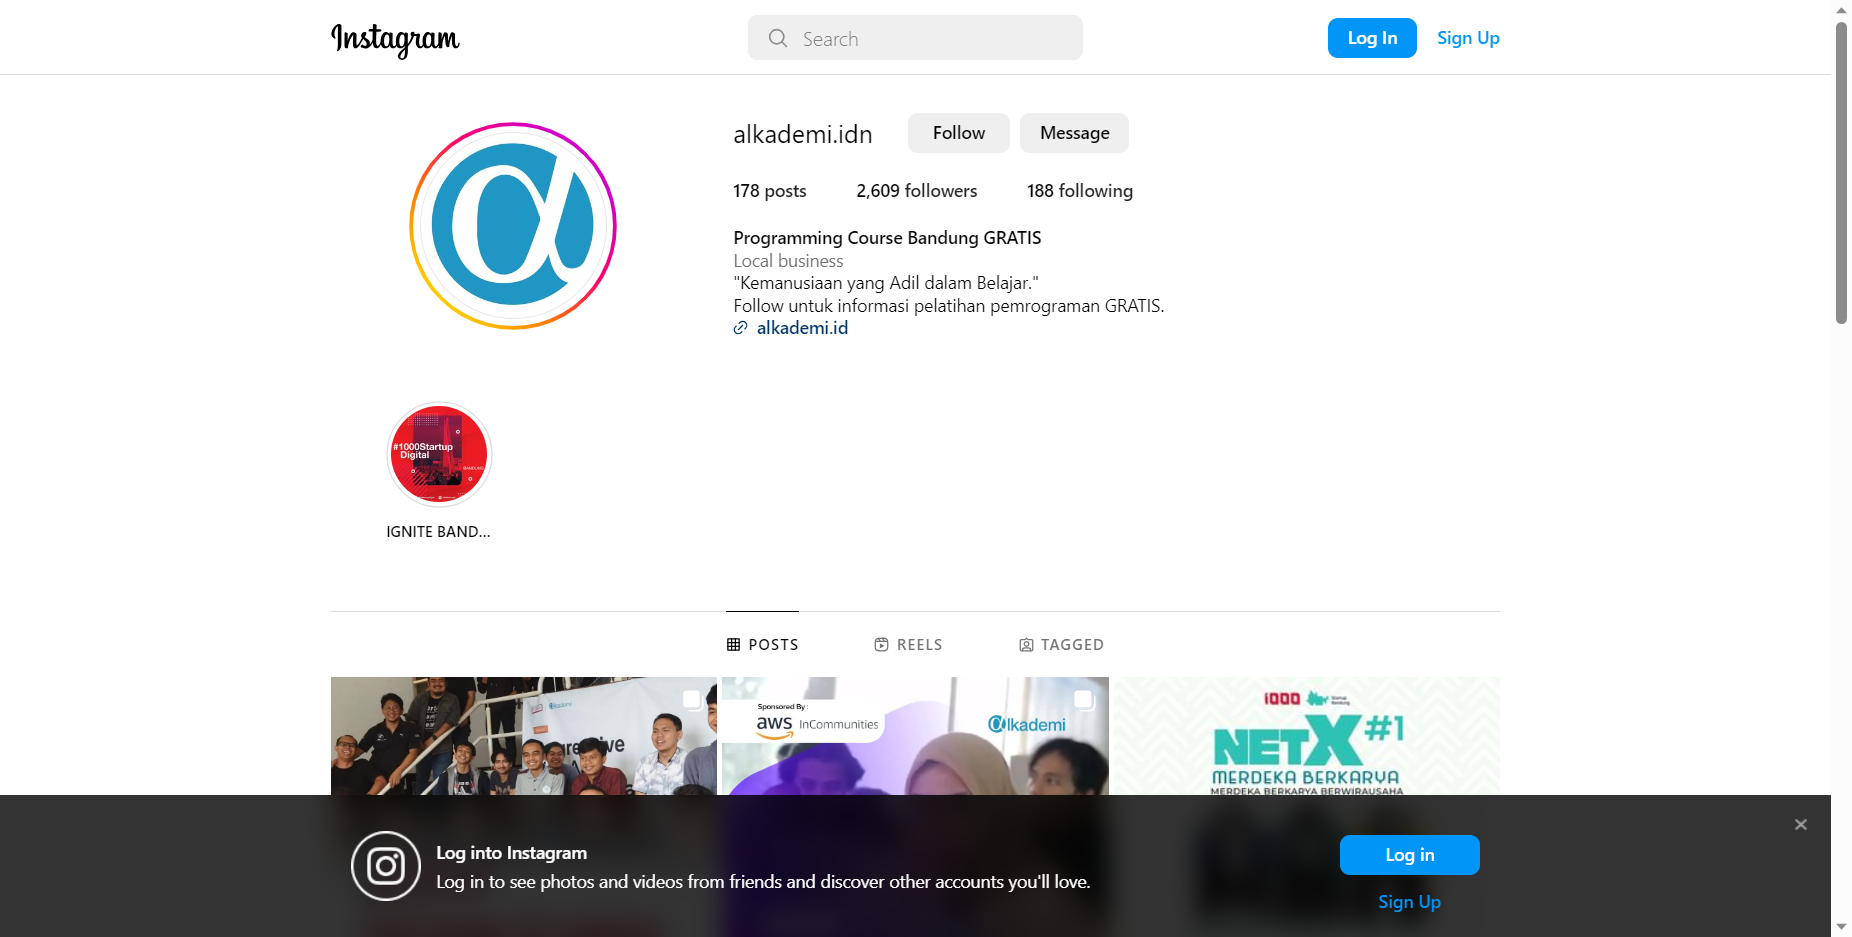 Instagram
Search
Log In
Sign Up
alkademi.idn
Follow
Message
178 posts
2,609 followers
188 following
Programming Course Bandung GRATIS
Local business
"Kemanusiaan yang Adil dalam Belajar."
Follow untuk informasi pelatihan pemrograman GRATIS.
alkademi.id
#1000Startup
Digital
BANDUNG
IGNITE BAND...
POSTS
REELS
TAGGED
Sponsored By :
aws InCommunities
alkademi
1000 Startup Bandung
NETX#1
MERDEKA BERKARYA
MERDEKA BERKARYA BERWIRAUSAHA
Log into Instagram
Log in to see photos and videos from friends and discover other accounts you'll love.
Log in
Sign Up